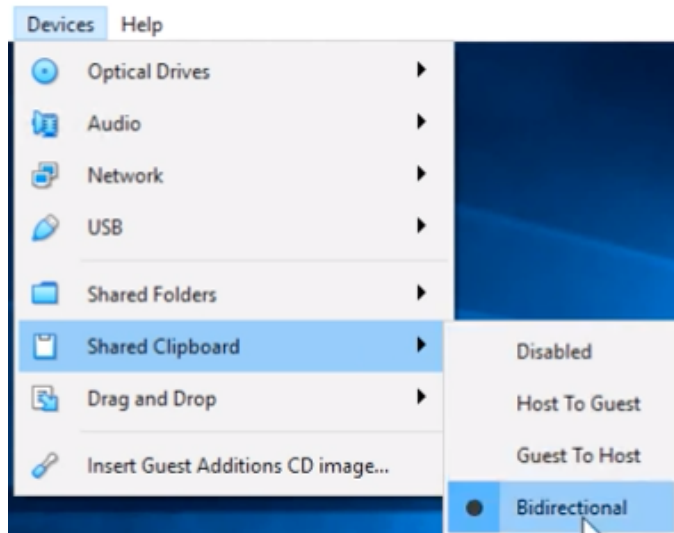 Devices Help
Optical Drives
Audio
Network
USB
Shared Folders
Shared Clipboard
Drag and Drop
Insert Guest Additions CD image...
Disabled
Host To Guest
Guest To Host
Bidirectional